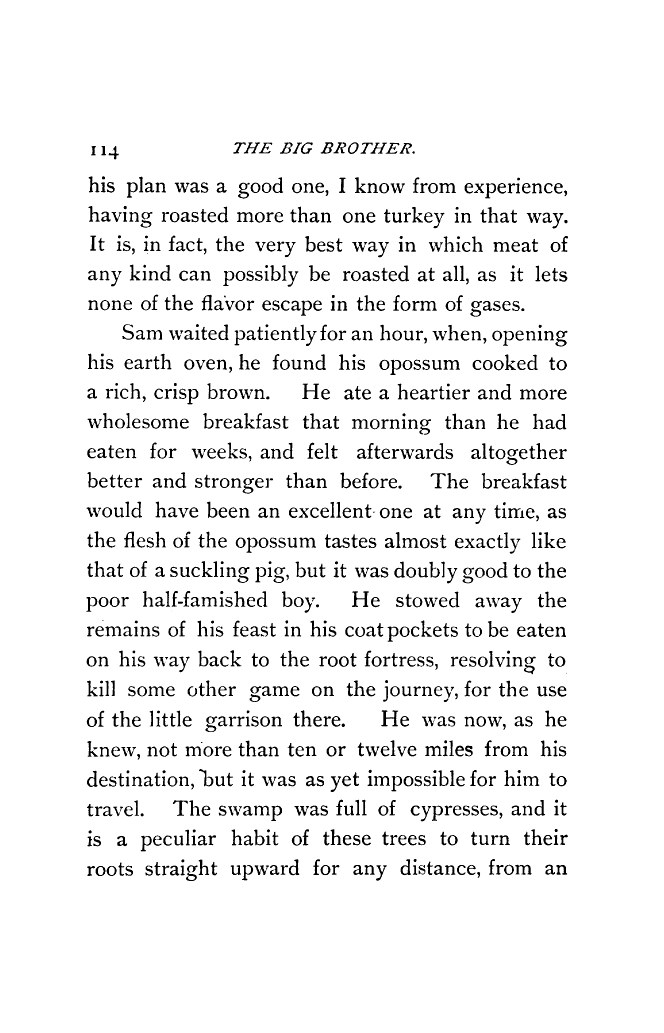 114 THE BIG BROTHER.
his plan was a good one, I know from experience,
having roasted more than one turkey in that way.
It is, in fact, the very best way in which meat of
any kind can possibly be roasted at all, as it lets
none of the flavor escape in the form of gases.
Sam waited patiently for an hour, when, opening
his earth oven, he found his opossum cooked to
a rich, crisp brown. He ate a heartier and more
wholesome breakfast that morning than he had
eaten for weeks, and felt afterwards altogether
better and stronger than before. The breakfast
would have been an excellent one at any time, as
the flesh of the opossum tastes almost exactly like
that of a suckling pig, but it was doubly good to the
poor half-famished boy. He stowed away the
remains of his feast in his coat pockets to be eaten
on his way back to the root fortress, resolving to
kill some other game on the journey, for the use
of the little garrison there. He was now, as he
knew, not more than ten or twelve miles from his
destination, but it was as yet impossible for him to
travel. The swamp was full of cypresses, and it
is a peculiar habit of these trees to turn their
roots straight upward for any distance, from an